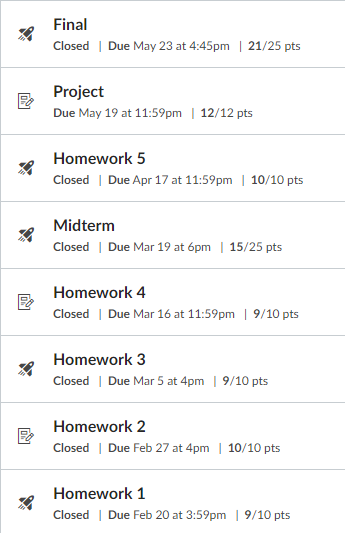 Final
Closed | Due May 23 at 4:45pm | 21/25 pts
Project
Due May 19 at 11:59pm | 12/12 pts
Homework 5
Closed | Due Apr 17 at 11:59pm | 10/10 pts
Midterm
Closed | Due Mar 19 at 6pm | 15/25 pts
Homework 4
Closed | Due Mar 16 at 11:59pm | 9/10 pts
Homework 3
Closed | Due Mar 5 at 4pm | 9/10 pts
Homework 2
Closed | Due Feb 27 at 4pm | 10/10 pts
Homework 1
Closed | Due Feb 20 at 3:59pm | 9/10 pts